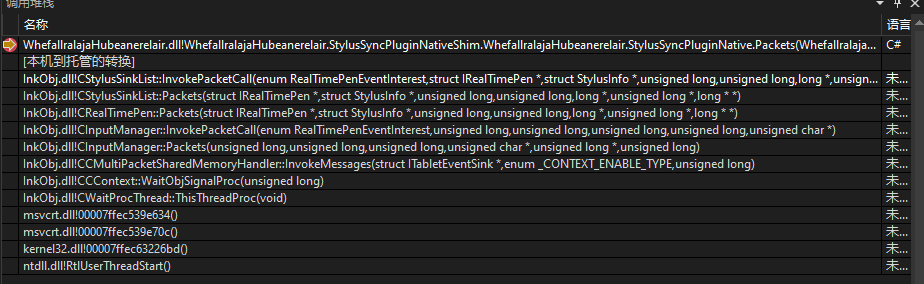 调用堆栈
名称 语言
WhefallralajaHubeanerelair.dll!WhefallralajaHubeanerelair.StylusSyncPluginNativeShim.WhefallralajaHubeanerelair.StylusSyncPluginNative.Packets(Whefallralaja... C#
[本机到托管的转换]
InkObj.dll!CStylusSinkList::InvokePacketCall(enum RealTimePenEventInterest,struct IRealTimePen *,struct StylusInfo *,unsigned long,unsigned long,long *,unsign... 未...
InkObj.dll!CStylusSinkList::Packets(struct IRealTimePen *,struct StylusInfo *,unsigned long,unsigned long,long *,unsigned long *,long * *) 未...
InkObj.dll!CRealTimePen::Packets(struct IRealTimePen *,struct StylusInfo *,unsigned long,unsigned long,long *,unsigned long *,long * *) 未...
InkObj.dll!CInputManager::InvokePacketCall(enum RealTimePenEventInterest,unsigned long,unsigned long,unsigned long,unsigned long,unsigned char *) 未...
InkObj.dll!CInputManager::Packets(unsigned long,unsigned long,unsigned long,unsigned char *,unsigned long *,unsigned long) 未...
InkObj.dll!CCMultiPacketSharedMemoryHandler::InvokeMessages(struct ITabletEventSink *,enum _CONTEXT_ENABLE_TYPE,unsigned long) 未...
InkObj.dll!CCContext::WaitObjSignalProc(unsigned long) 未...
InkObj.dll!CWaitProcThread::ThisThreadProc(void) 未...
msvcrt.dll!00007ffec539e634() 未...
msvcrt.dll!00007ffec539e70c() 未...
kernel32.dll!00007ffec63226bd() 未...
ntdll.dll!RtlUserThreadStart() 未...